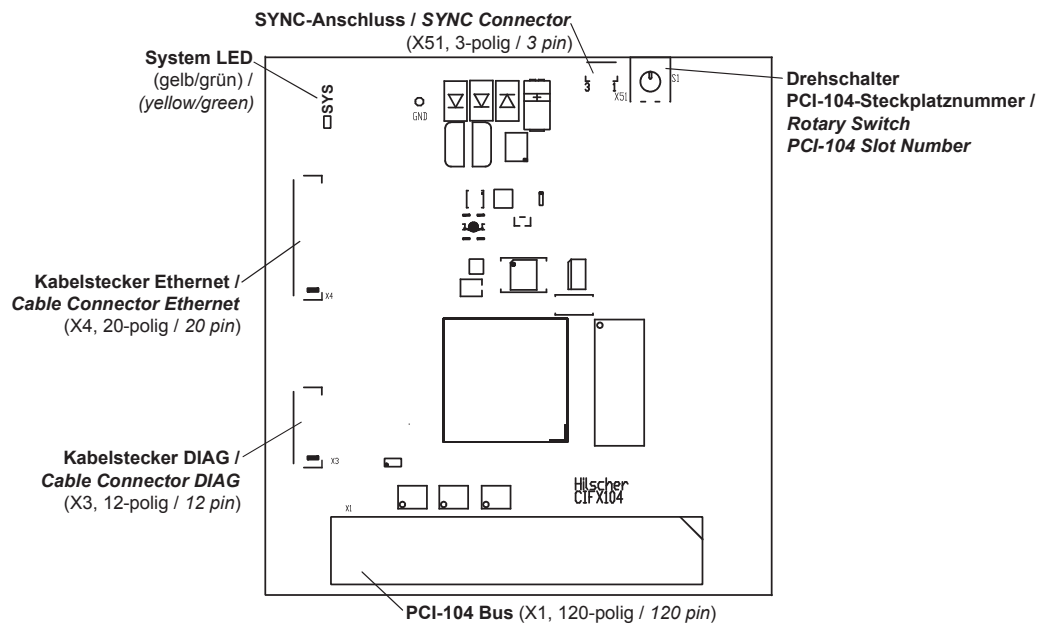 SYNC-Anschluss / SYNC Connector
(X51, 3-polig / 3 pin)
System LED
(gelb/grün) /
(yellow/green)
SYS
GND
3
1
X51
S1
Drehschalter
PCI-104-Steckplatznummer /
Rotary Switch
PCI-104 Slot Number
Kabelstecker Ethernet /
Cable Connector Ethernet
(X4, 20-polig / 20 pin)
X4
Kabelstecker DIAG /
Cable Connector DIAG
(X3, 12-polig / 12 pin)
X3
Hilscher
CIFX104
X1
PCI-104 Bus (X1, 120-polig / 120 pin)